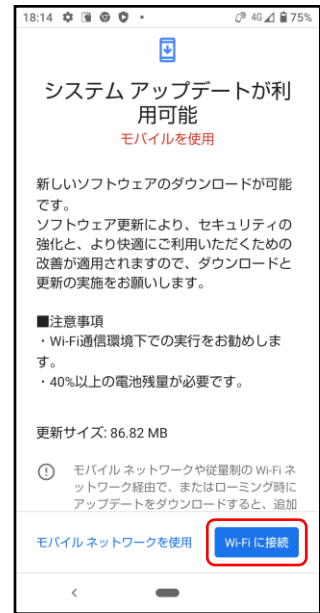 18:14 4G 75%
システム アップデートが利
用可能
モバイルを使用
新しいソフトウェアのダウンロードが可能
です。
ソフトウェア更新により、セキュリティの
強化と、より快適にご利用いただくための
改善が適用されますので、ダウンロードと
更新の実施をお願いします。
■注意事項
・Wi-Fi通信環境下での実行をお勧めしま
す。
・40%以上の電池残量が必要です。
更新サイズ: 86.82 MB
モバイル ネットワークや従量制の Wi-Fi ネ
ットワーク経由で、またはローミング時に
アップデートをダウンロードすると、追加
モバイル ネットワークを使用 Wi-Fi に接続